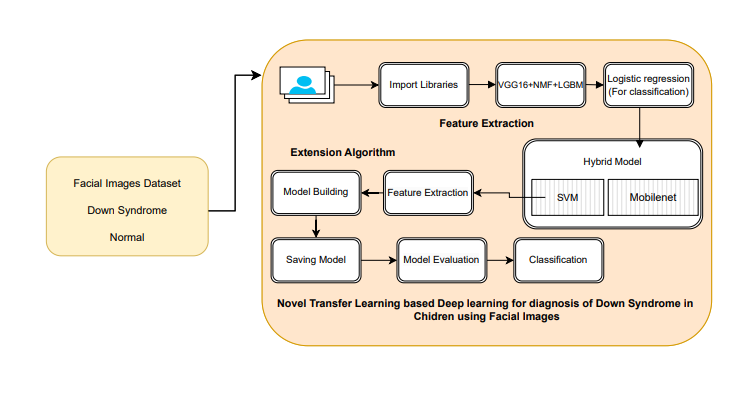 Facial Images Dataset
Down Syndrome
Normal
Import Libraries
VGG16+NMF+LGBM
Logistic regression
(For classification)
Feature Extraction
Hybrid Model
SVM
Mobilenet
Extension Algorithm
Feature Extraction
Model Building
Saving Model
Model Evaluation
Classification
Novel Transfer Learning based Deep learning for diagnosis of Down Syndrome in
Chidren using Facial Images